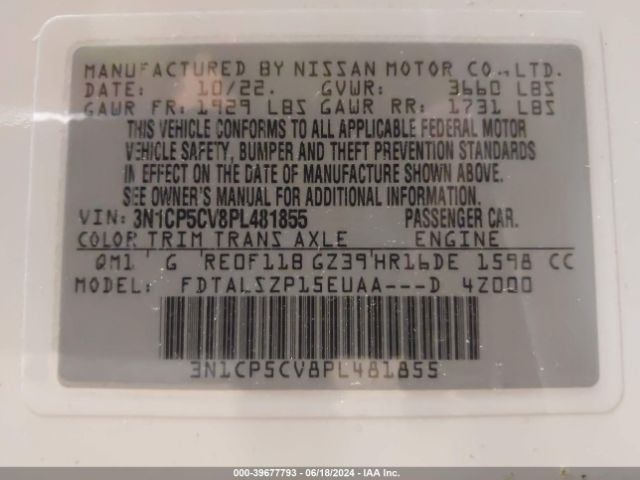 MANUFACTURED BY NISSAN MOTOR CO.,LTD.
DATE: 10/22. GVWR: 3660 LBS
GAWR FR: 1929 LBS GAWR RR: 1731 LBS
THIS VEHICLE CONFORMS TO ALL APPLICABLE FEDERAL MOTOR
VEHICLE SAFETY, BUMPER AND THEFT PREVENTION STANDARDS
IN EFFECT ON THE DATE OF MANUFACTURE SHOWN ABOVE.
SEE OWNER'S MANUAL FOR ADDITIONAL INFORMATION.
VIN: 3N1CP5CV8PL481855 PASSENGER CAR.
COLOR TRIM TRANS AXLE ENGINE
QM1 G RE0F11B GZ39 HR16DE 1598 CC
MODEL: FDTALSZP15EUAA---D 4Z000
3N1CP5CV8PL481855
000-39677793 - 06/18/2024 - IAA Inc.